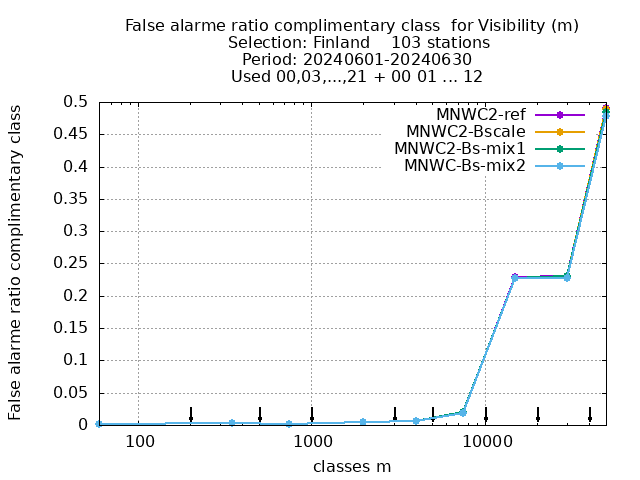 False alarme ratio complimentary class  for Visibility (m)
Selection: Finland    103 stations
Period: 20240601-20240630
Used 00,03,...,21 + 00 01 ... 12
False alarme ratio complimentary class
0.5
0.45
0.4
0.35
0.3
0.25
0.2
0.15
0.1
0.05
0
MNWC2-ref
MNWC2-Bscale
MNWC2-Bs-mix1
MNWC-Bs-mix2
100
1000
10000
classes m